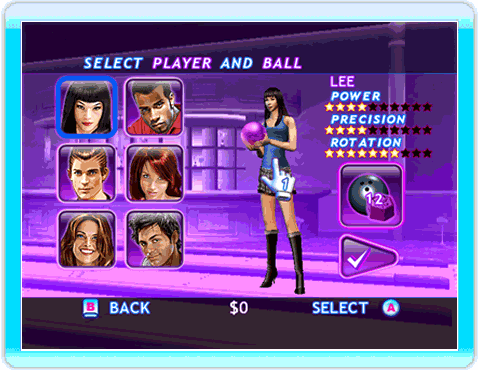 SELECT PLAYER AND BALL
LEE
POWER
PRECISION
ROTATION
1
12
B BACK $0 SELECT A